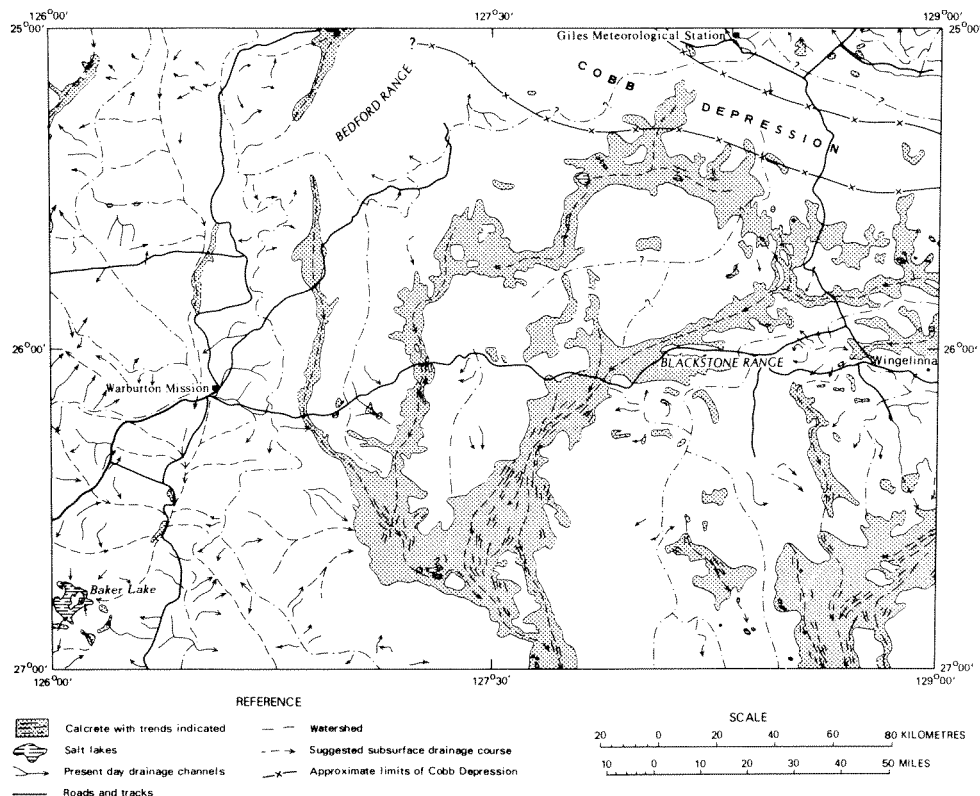 126°00'
127°30'
129°00'
25°00'
25°00'
Giles Meteorological Station
COBB
DEPRESSION
BEDFORD RANGE
?
?
?
?
?
?
?
26°00'
26°00'
BLACKSTONE RANGE
Wingelinna
Warburton Mission
Baker Lake
27°00'
27°00'
126°00'
127°30'
129°00'
REFERENCE
Calcrete with trends indicated
Salt lakes
Present day drainage channels
Roads and tracks
Watershed
Suggested subsurface drainage course
Approximate limits of Cobb Depression
SCALE
20 0 20 40 60 80 KILOMETRES
10 0 10 20 30 40 50 MILES